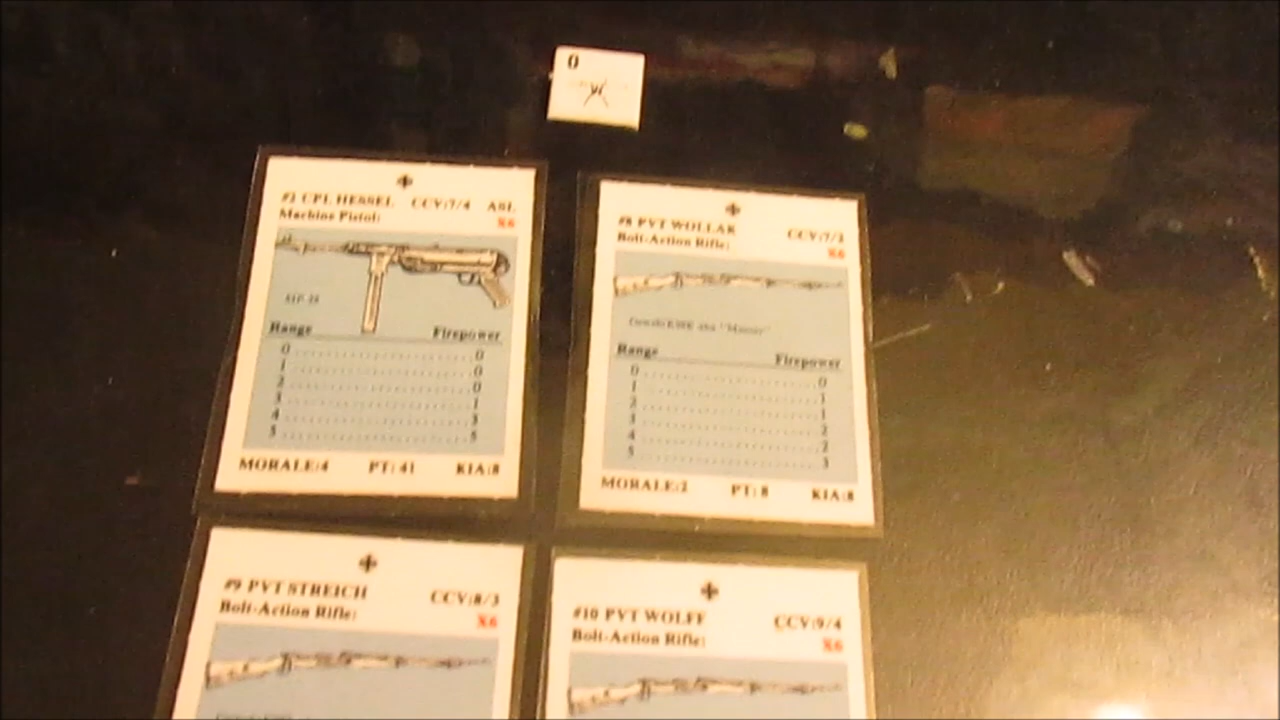 0
#2 CPL HESSEL CCV:7/4 ASL
Machine Pistol: X6
Range Firepower
0 0
1 0
2 0
3 1
4 3
5
MORALE:4 PT: 41 KIA:8
#8 PVT WOLLAK CCV:7/
Bolt-Action Rifle: X6
"Mauser"
Range Firepower
0 0
1 1
2 1
3 2
4 2
5 3
MORALE:2 PT: 8 KIA:8
#9 PVT STREICH CCV:8/3
Bolt-Action Rifle: X6
#10 PVT WOLFF CCV:9/4
Bolt-Action Rifle: X6